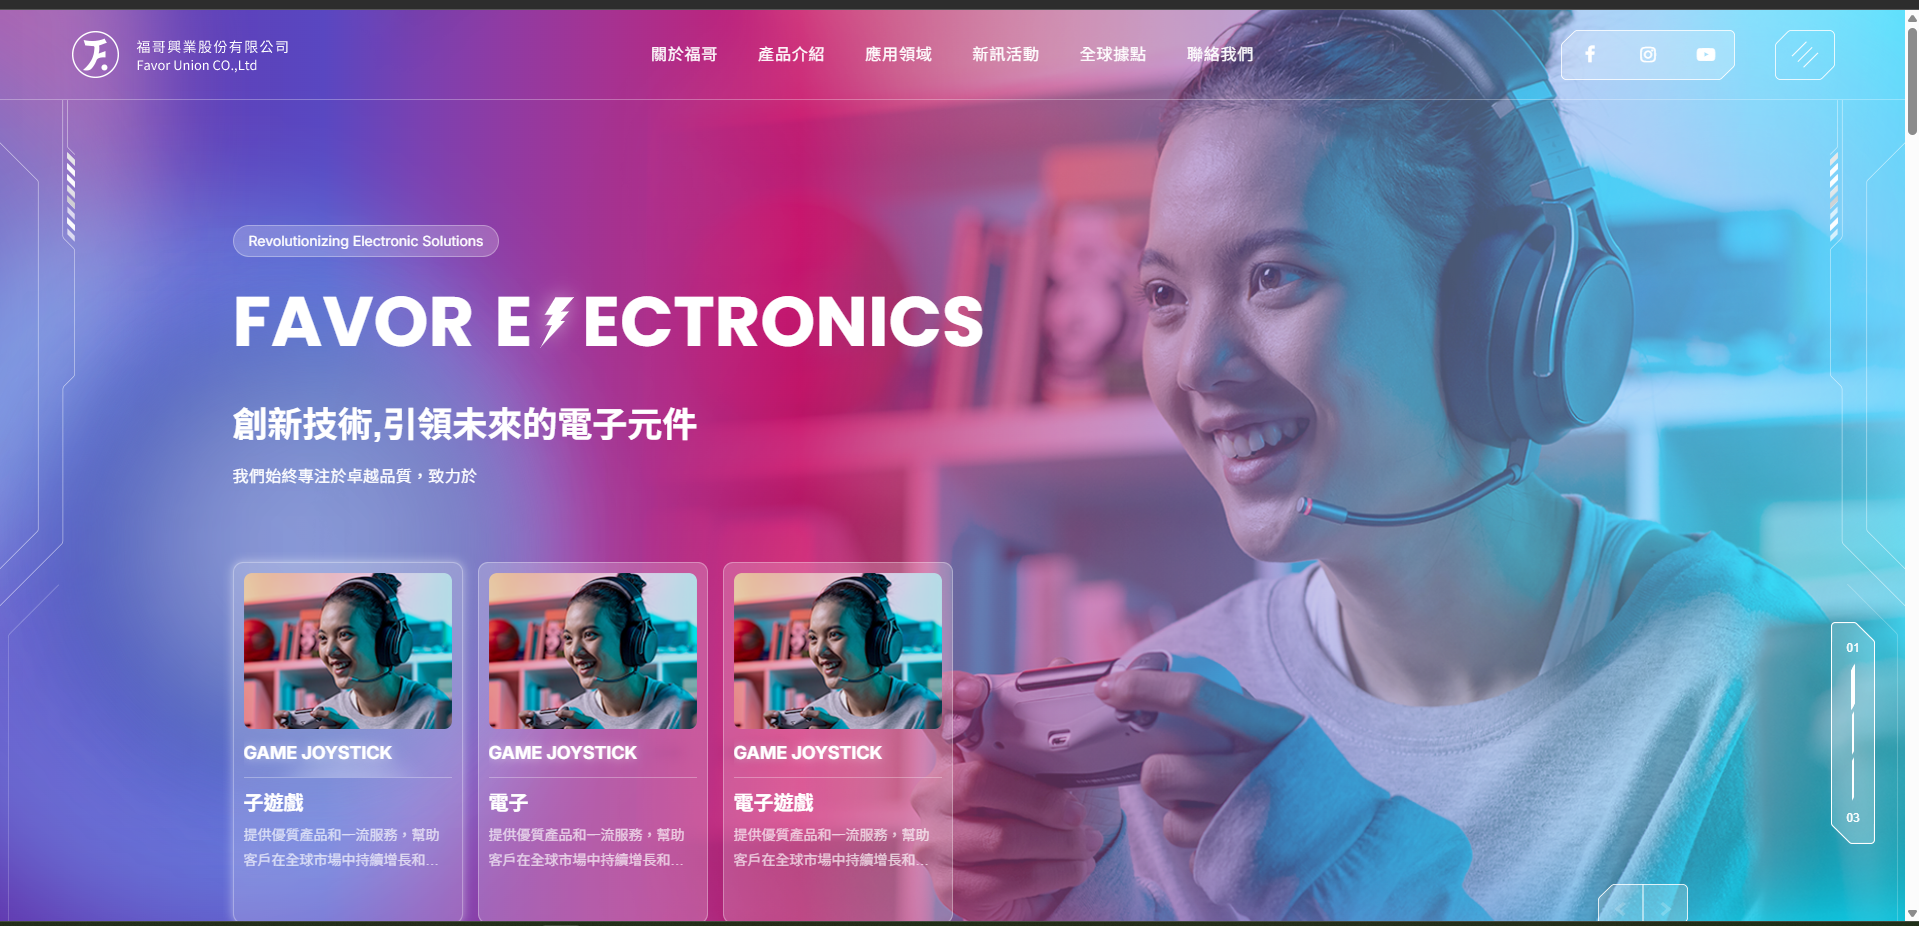 福哥興業股份有限公司
Favor Union CO.,Ltd
關於福哥 產品介紹 應用領域 新訊活動 全球據點 聯絡我們
Revolutionizing Electronic Solutions
FAVOR E⚡ECTRONICS
創新技術,引領未來的電子元件
我們始終專注於卓越品質，致力於
GAME JOYSTICK
子遊戲
提供優質產品和一流服務，幫助
客戶在全球市場中持續增長和...
GAME JOYSTICK
電子
提供優質產品和一流服務，幫助
客戶在全球市場中持續增長和...
GAME JOYSTICK
電子遊戲
提供優質產品和一流服務，幫助
客戶在全球市場中持續增長和...
01
03